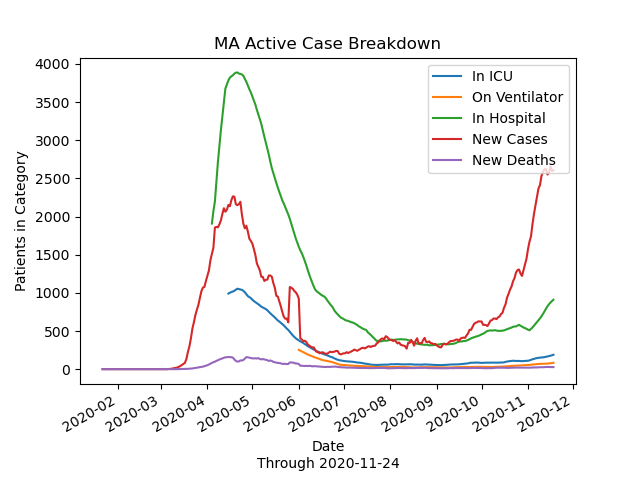 MA Active Case Breakdown
In ICU
On Ventilator
In Hospital
New Cases
New Deaths
4000
3500
3000
2500
2000
1500
1000
500
0
Patients in Category
2020-02
2020-03
2020-04
2020-05
2020-06
2020-07
2020-08
2020-09
2020-10
2020-11
2020-12
Date
Through 2020-11-24